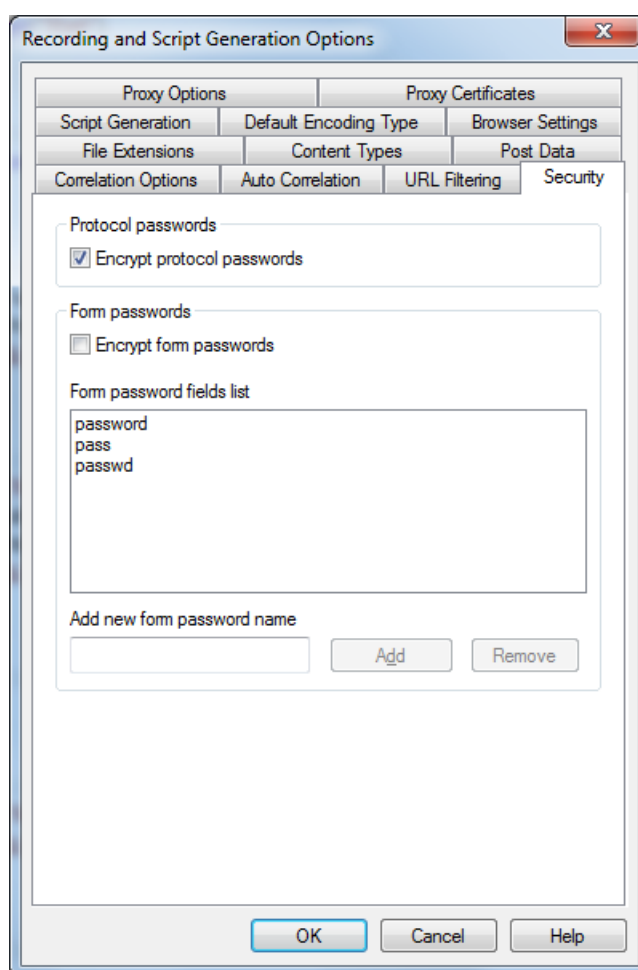 Recording and Script Generation Options
Proxy Options Proxy Certificates
Script Generation Default Encoding Type Browser Settings
File Extensions Content Types Post Data
Correlation Options Auto Correlation URL Filtering Security
Protocol passwords
Encrypt protocol passwords
Form passwords
Encrypt form passwords
Form password fields list
password
pass
passwd
Add new form password name
Add Remove
OK Cancel Help